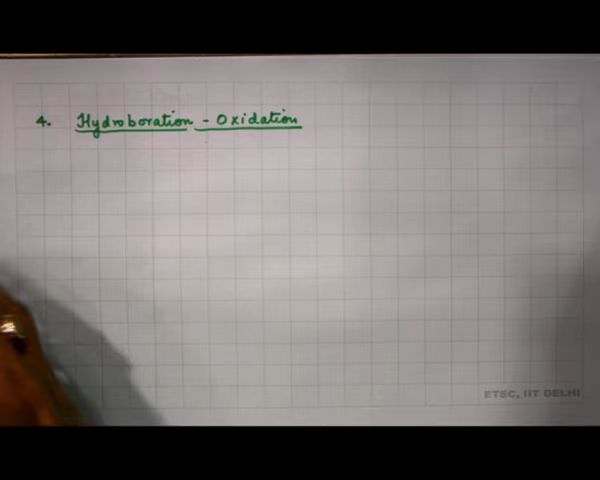 4. Hydroboration - Oxidation
ETSC, IIT DELHI